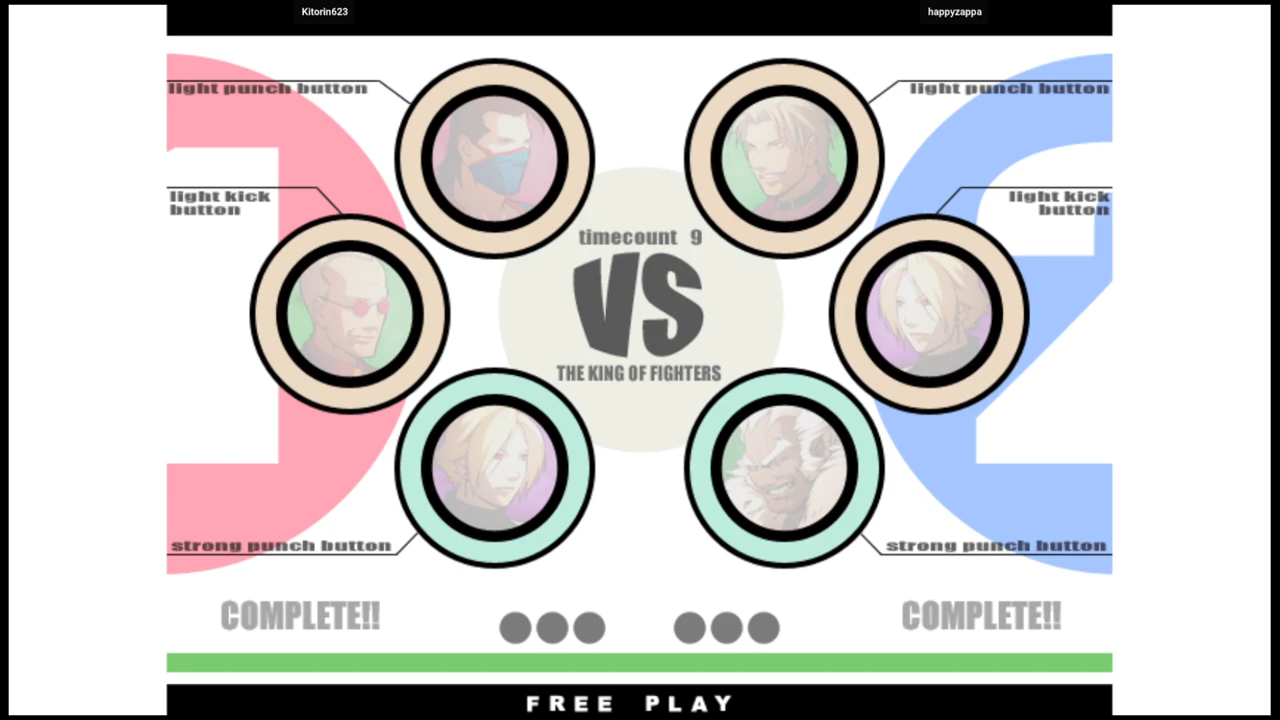 Kitorin623
happyzappa
light punch button
light punch button
light kick
button
light kick
button
timecount 9
VS
THE KING OF FIGHTERS
strong punch button
strong punch button
COMPLETE!!
COMPLETE!!
FREE PLAY